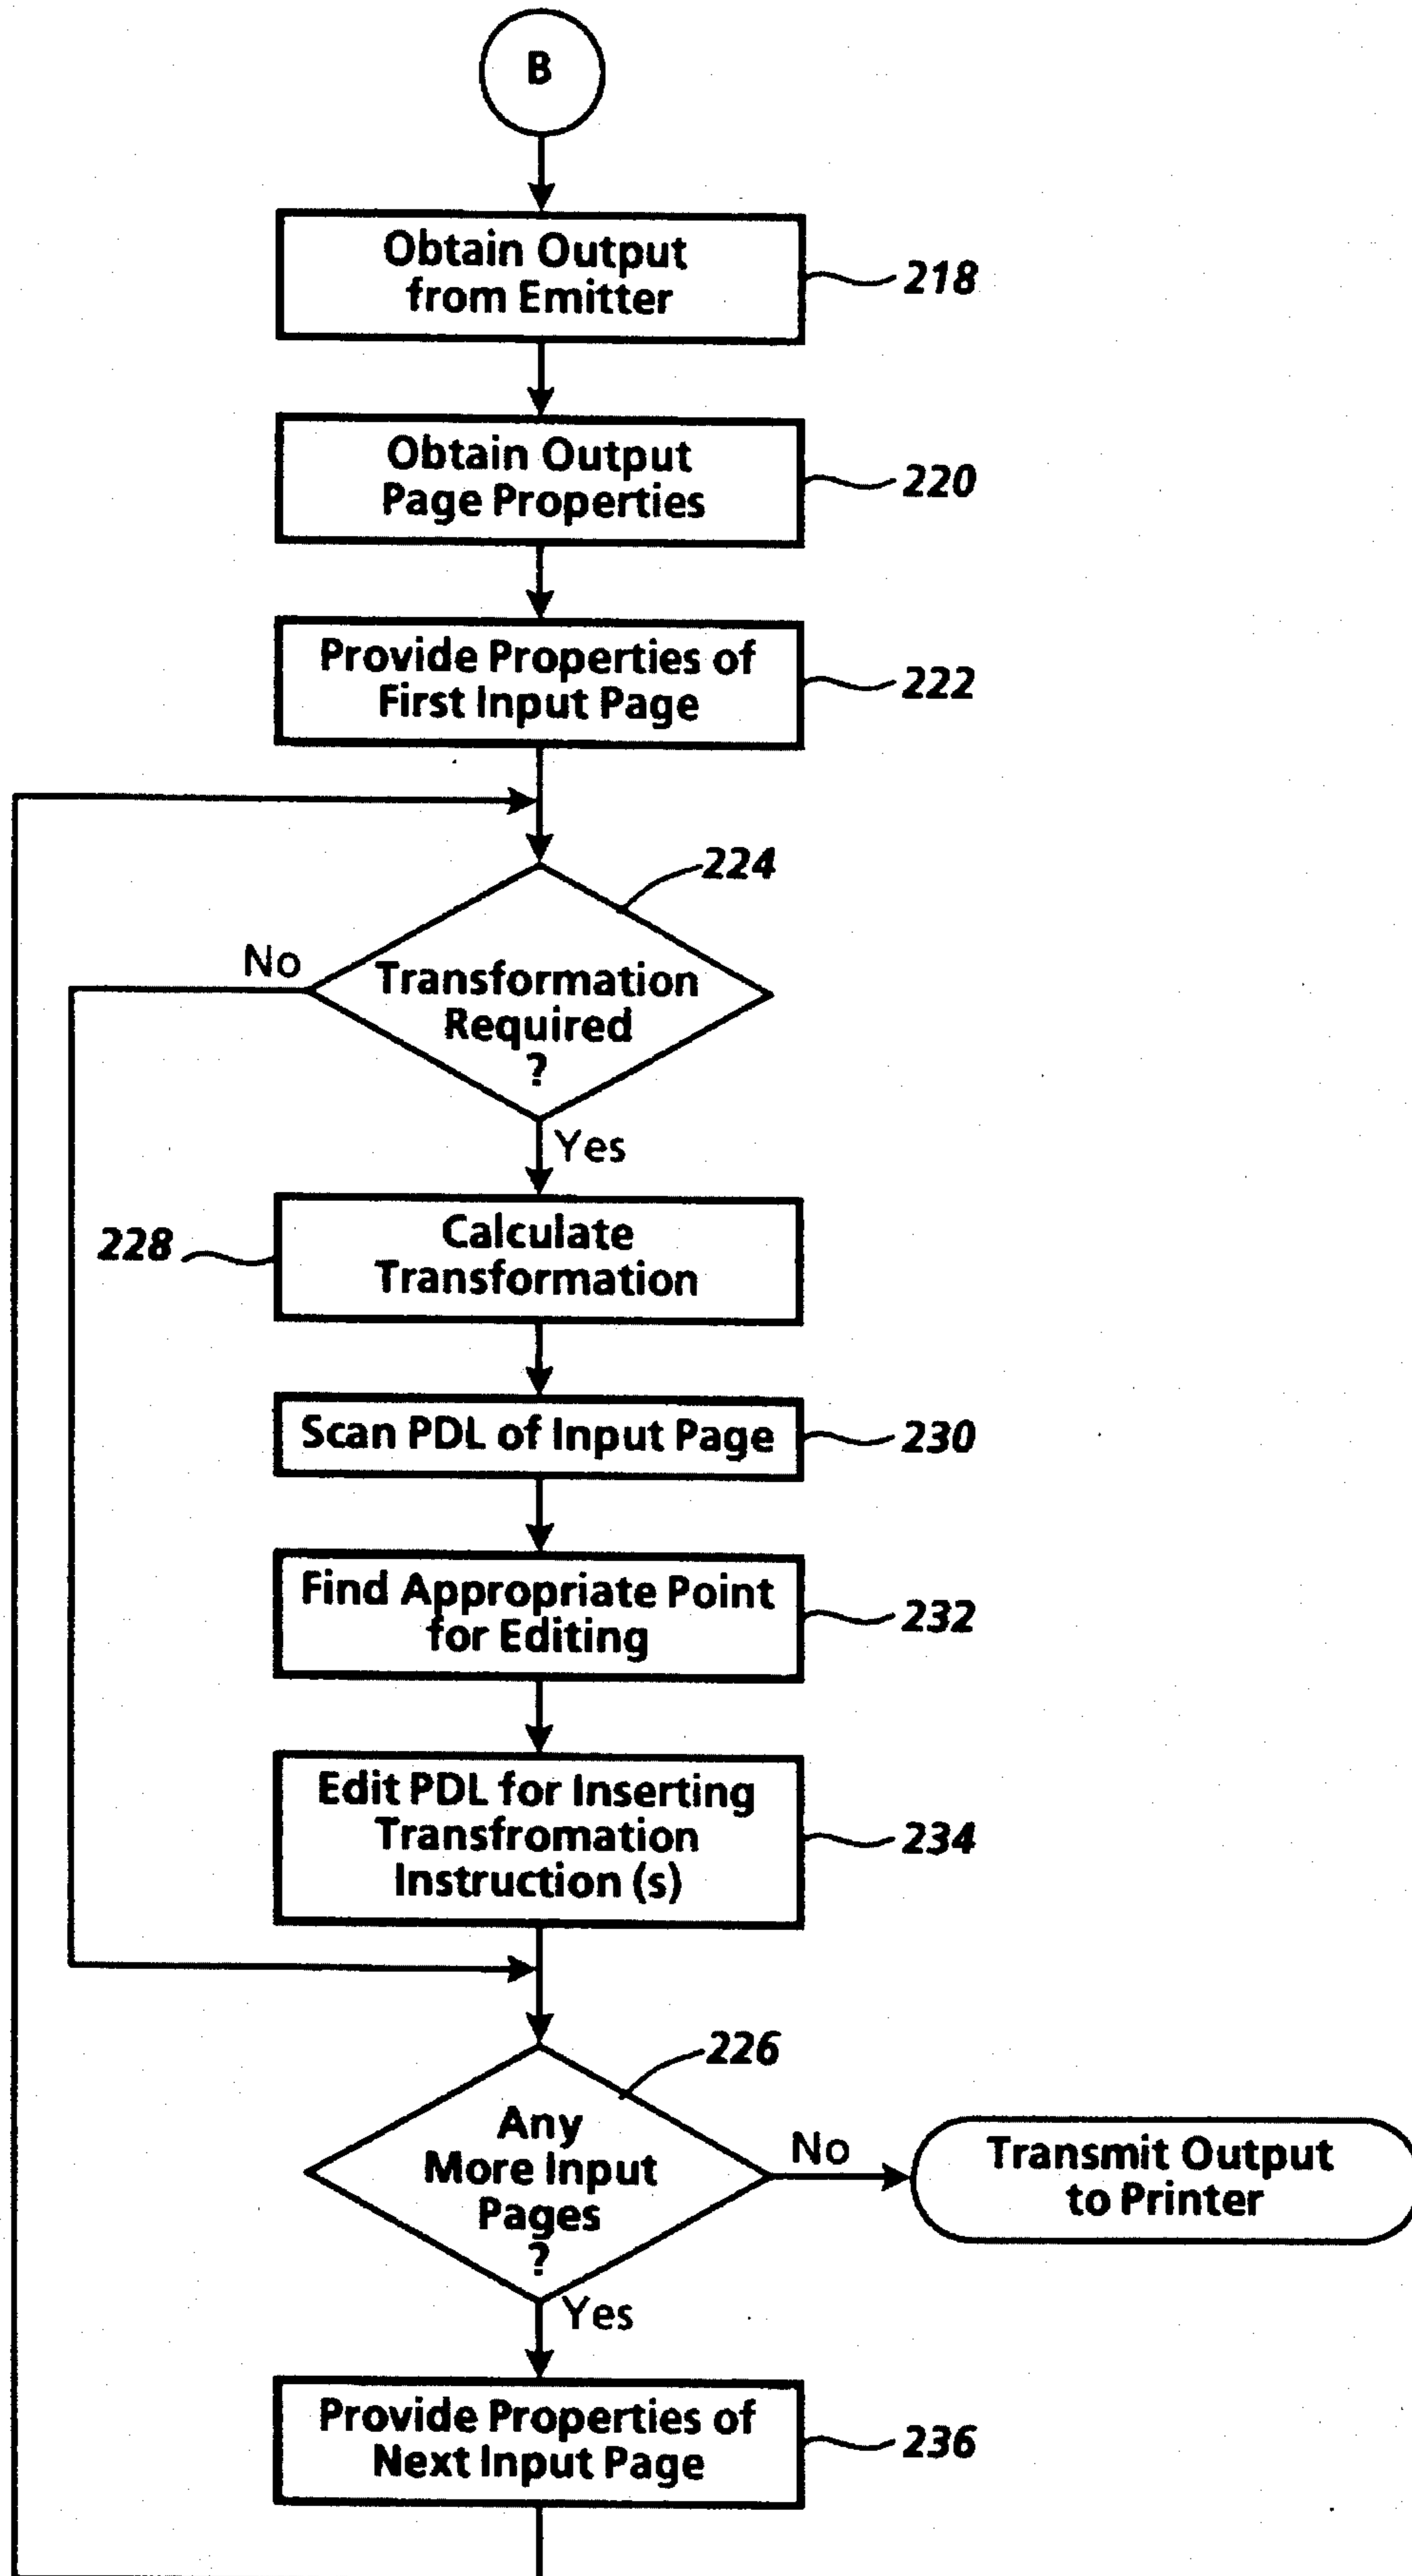 B
Obtain Output
from Emitter
218
Obtain Output
Page Properties
220
Provide Properties of
First Input Page
222
224
No
Transformation
Required
?
Yes
228
Calculate
Transformation
Scan PDL of Input Page
230
Find Appropriate Point
for Editing
232
Edit PDL for Inserting
Transfromation
Instruction (s)
234
226
Any
More Input
Pages
?
No
Transmit Output
to Printer
Yes
Provide Properties of
Next Input Page
236